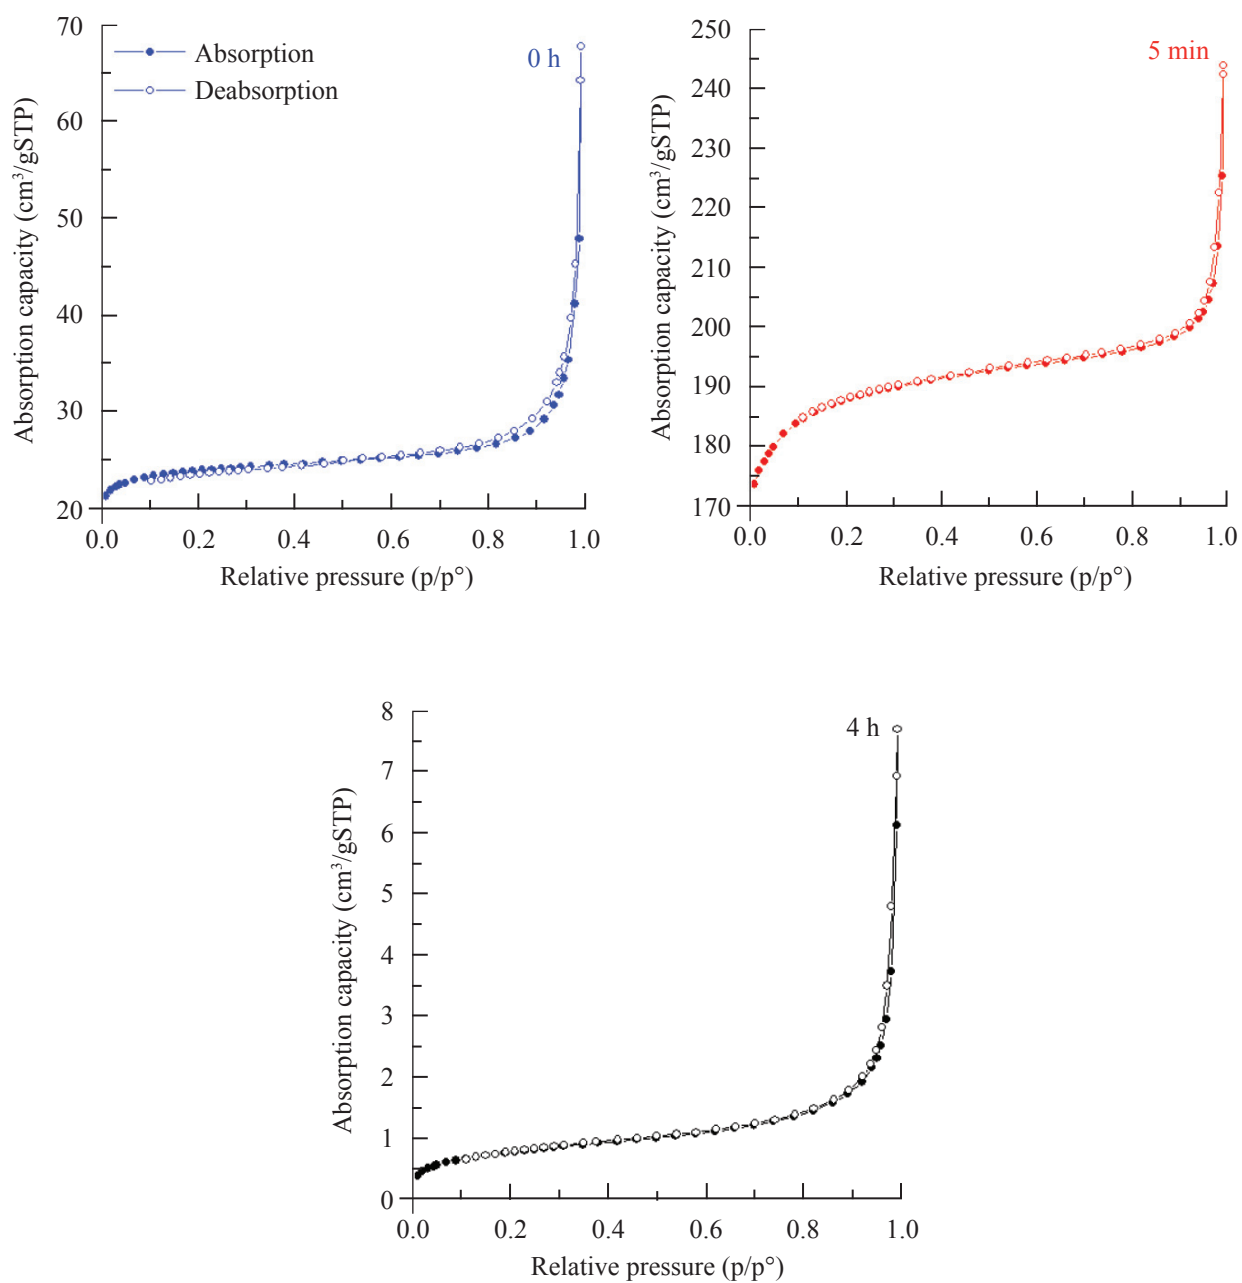 70
60
50
40
30
20
Absorption capacity (cm³/gSTP)
Absorption
Deabsorption
0 h
0.0 0.2 0.4 0.6 0.8 1.0
Relative pressure (p/p°)
250
240
230
220
210
200
190
180
170
Absorption capacity (cm³/gSTP)
5 min
0.0 0.2 0.4 0.6 0.8 1.0
Relative pressure (p/p°)
8
7
6
5
4
3
2
1
0
Absorption capacity (cm³/gSTP)
4 h
0.0 0.2 0.4 0.6 0.8 1.0
Relative pressure (p/p°)